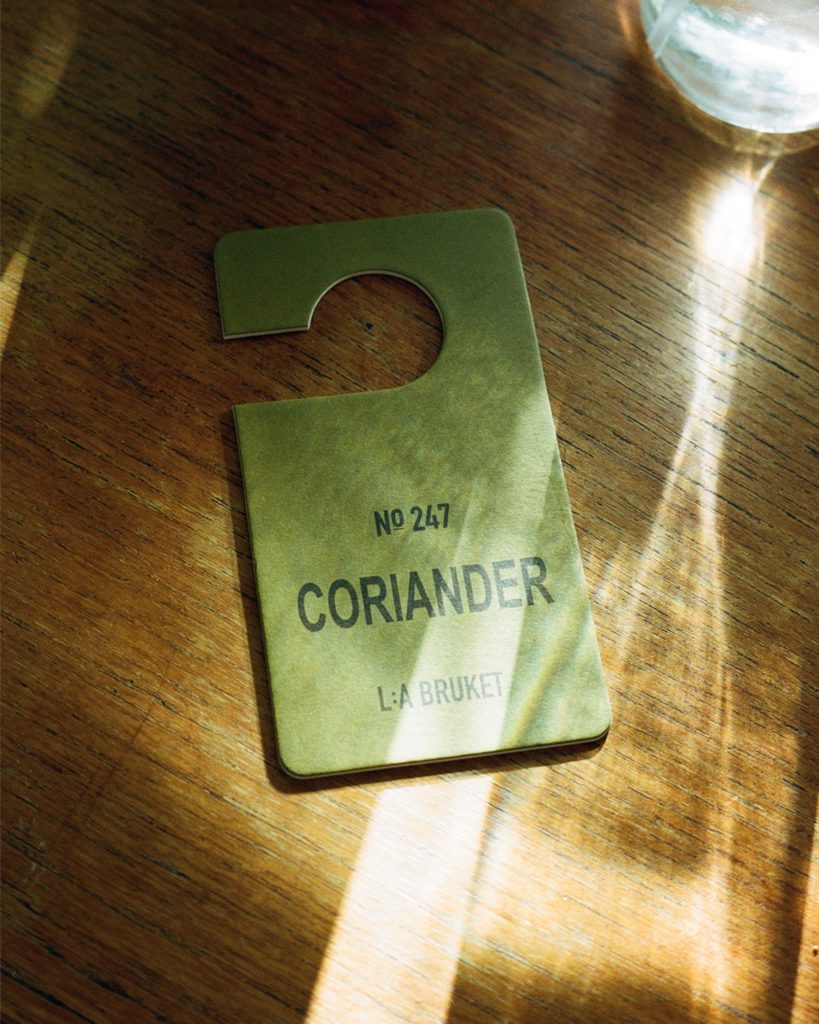 Nº 247
CORIANDER
L:A BRUKET